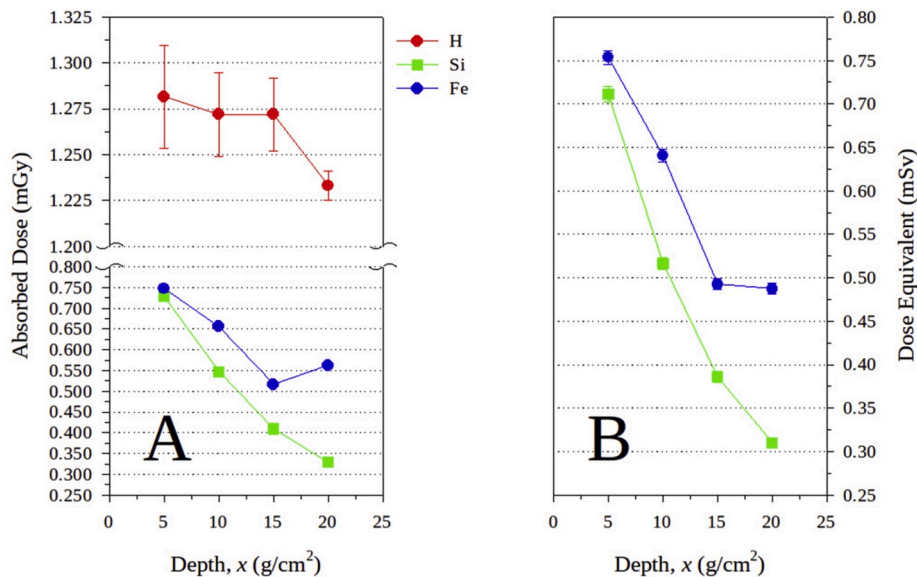 1.325
1.300
1.275
1.250
1.225
1.200
0.800
0.750
0.700
0.650
0.600
0.550
0.500
0.450
0.400
0.350
0.300
0.250
Absorbed Dose (mGy)
0 5 10 15 20 25
Depth, x (g/cm²)
A
H
Si
Fe
B
0.80
0.75
0.70
0.65
0.60
0.55
0.50
0.45
0.40
0.35
0.30
0.25
Dose Equivalent (mSv)
0 5 10 15 20 25
Depth, x (g/cm²)